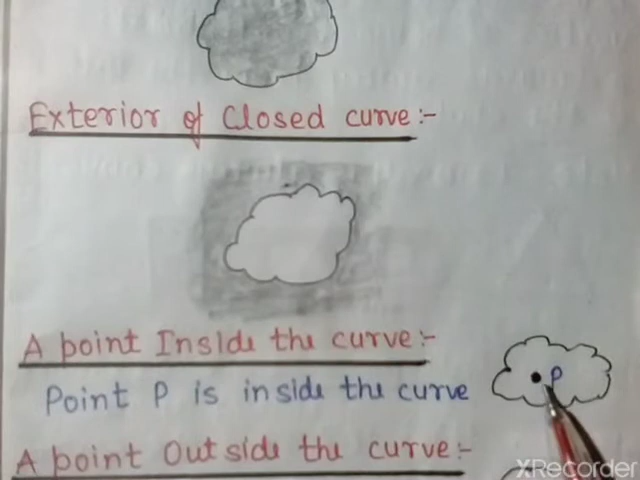 Exterior of Closed curve:-
A point Inside the curve:-
P
Point P is inside the curve
A point Outside the curve:-
XRecorder